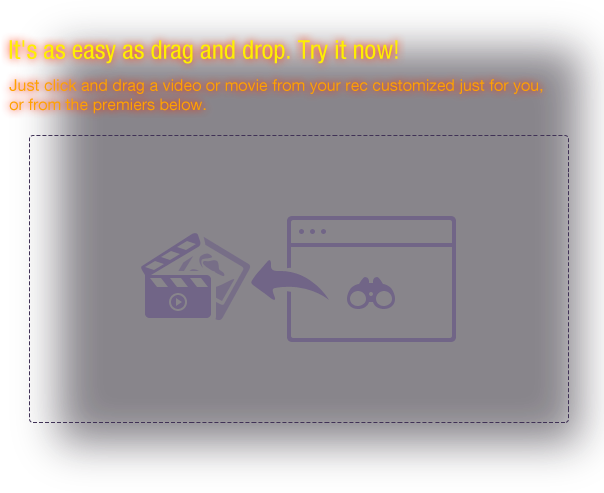 It's as easy as drag and drop. Try it now!
Just click and drag a video or movie from your rec customized just for you,
or from the premiers below.